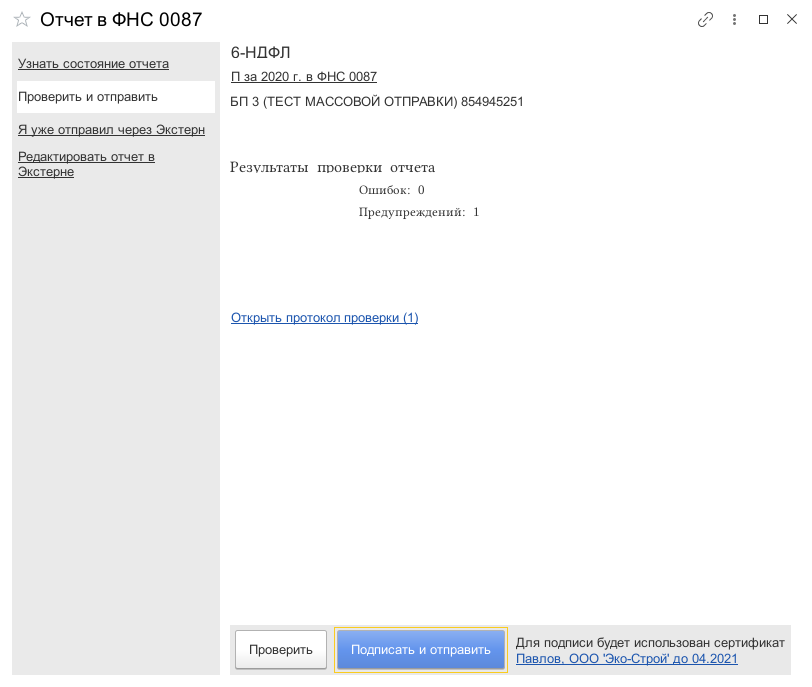 Отчет в ФНС 0087
Узнать состояние отчета
Проверить и отправить
Я уже отправил через Экстерн
Редактировать отчет в
Экстерне
6-НДФЛ
П за 2020 г. в ФНС 0087
БП 3 (ТЕСТ МАССОВОЙ ОТПРАВКИ) 854945251
Результаты проверки отчета
Ошибок: 0
Предупреждений: 1
Открыть протокол проверки (1)
Проверить
Подписать и отправить
Для подписи будет использован сертификат
Павлов, ООО 'Эко-Строй' до 04.2021